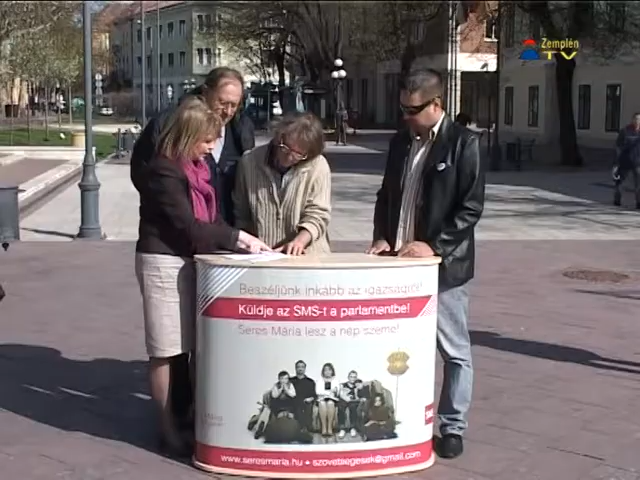 Zemplén
TV
Beszéljünk inkább az igazságról!
Küldje az SMS-t a parlamentbe!
Seres Mária lesz a nép szeme!
www.seresmaria.hu • szovetsegesek@gmail.com